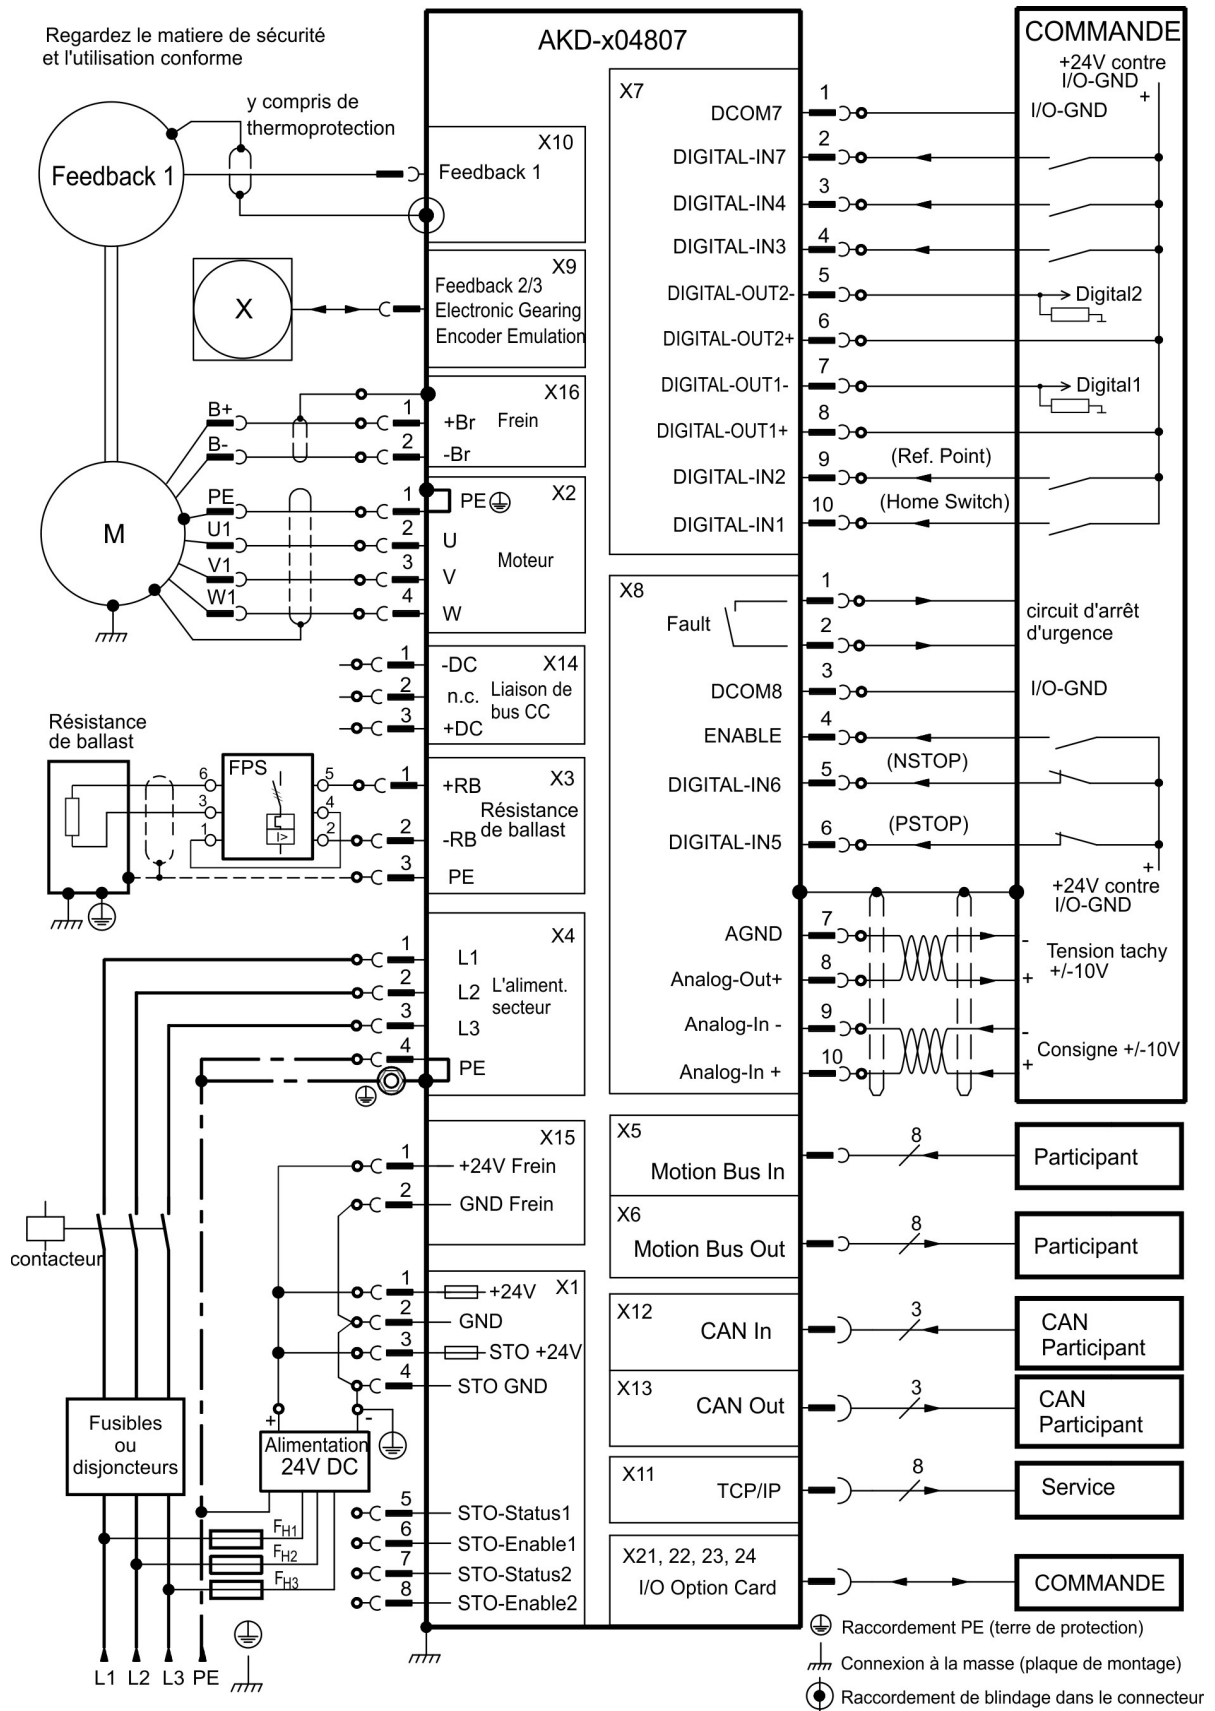 Regardez le matiere de sécurité
et l'utilisation conforme
AKD-x04807
COMMANDE
+24V contre
I/O-GND
+
y compris de
thermoprotection
Feedback 1
X10
Feedback 1
X
X9
Feedback 2/3
Electronic Gearing
Encoder Emulation
B+
B-
1
2
X16
+Br
Frein
-Br
M
PE
U1
V1
W1
1
2
3
4
X2
PE
U
V
W
Moteur
1
2
3
-DC
n.c.
+DC
X14
Liaison de
bus CC
Résistance
de ballast
FPS
6
3
1
5
4
2
I>
1
2
3
+RB
-RB
PE
X3
Résistance
de ballast
1
2
3
4
L1
L2
L3
PE
X4
L'aliment.
secteur
X15
1
2
+24V Frein
GND Frein
contacteur
X1
1
2
3
4
+24V
GND
STO +24V
STO GND
+
-
Fusibles
ou
disjoncteurs
Alimentation
24V DC
5
6
7
8
STO-Status1
STO-Enable1
STO-Status2
STO-Enable2
FH1
FH2
FH3
L1 L2 L3 PE
X7
DCOM7
1
I/O-GND
DIGITAL-IN7
2
DIGITAL-IN4
3
DIGITAL-IN3
4
DIGITAL-OUT2-
5
Digital2
DIGITAL-OUT2+
6
DIGITAL-OUT1-
7
Digital1
DIGITAL-OUT1+
8
DIGITAL-IN2
9
(Ref. Point)
DIGITAL-IN1
10
(Home Switch)
X8
Fault
1
2
circuit d'arrêt
d'urgence
DCOM8
3
I/O-GND
ENABLE
4
DIGITAL-IN6
5
(NSTOP)
DIGITAL-IN5
6
(PSTOP)
+
+24V contre
I/O-GND
AGND
7
-
Tension tachy
+/-10V
Analog-Out+
8
+
Analog-In -
9
-
Consigne +/-10V
Analog-In +
10
+
X5
Motion Bus In
8
Participant
X6
Motion Bus Out
8
Participant
X12
CAN In
3
CAN
Participant
X13
CAN Out
3
CAN
Participant
X11
TCP/IP
8
Service
X21, 22, 23, 24
I/O Option Card
COMMANDE
Raccordement PE (terre de protection)
Connexion à la masse (plaque de montage)
Raccordement de blindage dans le connecteur